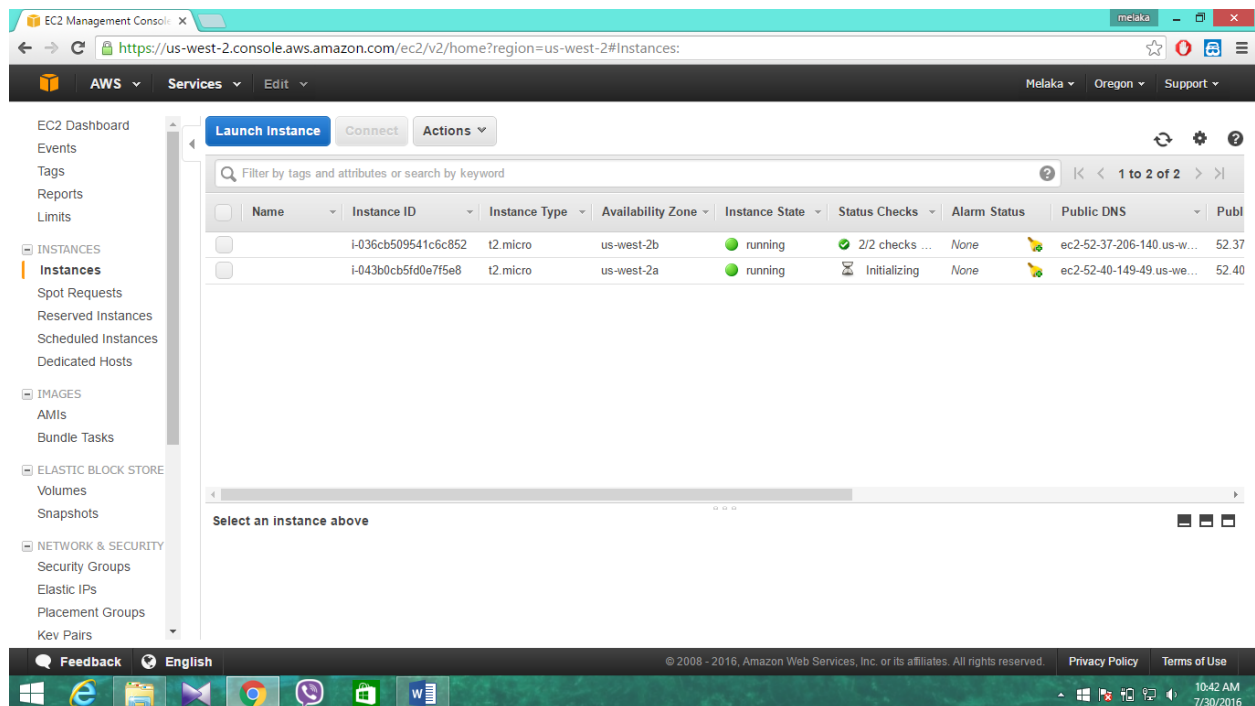 EC2 Management Console
melaka
https://us-west-2.console.aws.amazon.com/ec2/v2/home?region=us-west-2#Instances:
AWS Services Edit Melaka Oregon Support
EC2 Dashboard
Events
Tags
Reports
Limits
INSTANCES
Instances
Spot Requests
Reserved Instances
Scheduled Instances
Dedicated Hosts
IMAGES
AMIs
Bundle Tasks
ELASTIC BLOCK STORE
Volumes
Snapshots
NETWORK & SECURITY
Security Groups
Elastic IPs
Placement Groups
Key Pairs
Launch Instance Connect Actions
Filter by tags and attributes or search by keyword 1 to 2 of 2
Name Instance ID Instance Type Availability Zone Instance State Status Checks Alarm Status Public DNS Publ
i-036cb509541c6c852 t2.micro us-west-2b running 2/2 checks ... None ec2-52-37-206-140.us-w... 52.37
i-043b0cb5fd0e7f5e8 t2.micro us-west-2a running Initializing None ec2-52-40-149-49.us-we... 52.40
Select an instance above
Feedback English © 2008 - 2016, Amazon Web Services, Inc. or its affiliates. All rights reserved. Privacy Policy Terms of Use
10:42 AM
7/30/2016